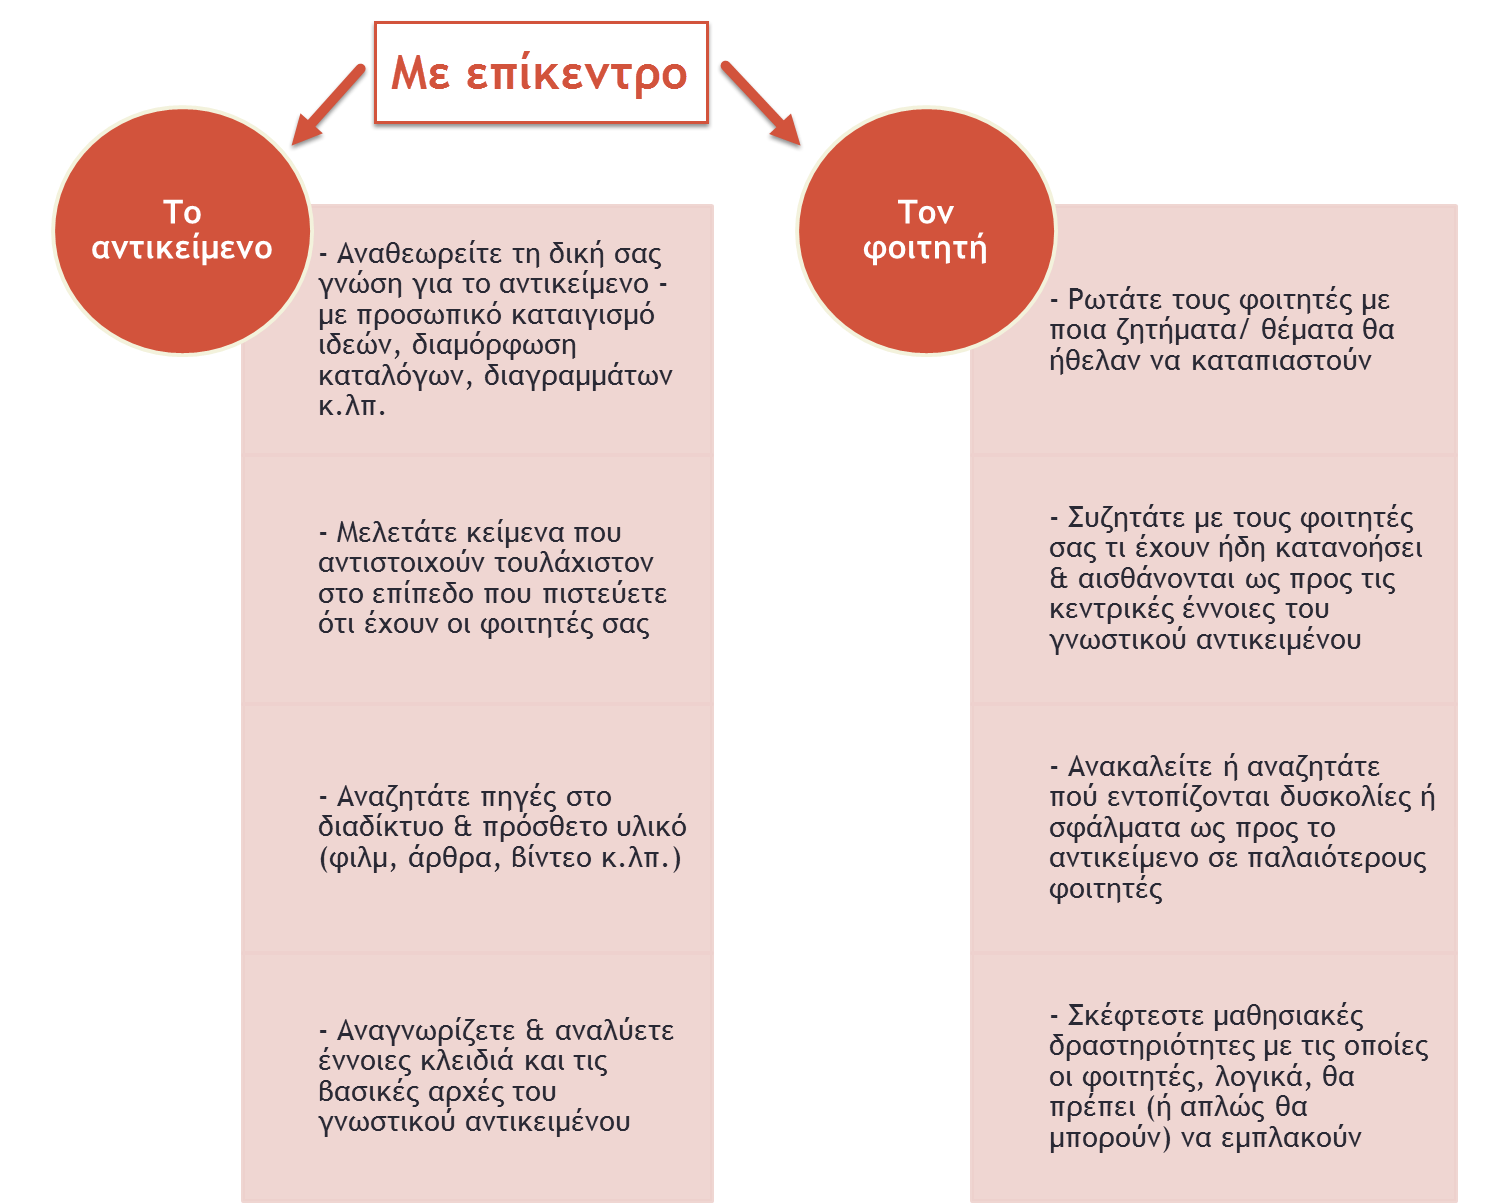 Με επίκεντρο
Το
αντικείμενο
- Αναθεωρείτε τη δική σας
γνώση για το αντικείμενο -
με προσωπικό καταιγισμό
ιδεών, διαμόρφωση
καταλόγων, διαγραμμάτων
κ.λπ.
- Μελετάτε κείμενα που
αντιστοιχούν τουλάχιστον
στο επίπεδο που πιστεύετε
ότι έχουν οι φοιτητές σας
- Αναζητάτε πηγές στο
διαδίκτυο & πρόσθετο υλικό
(φιλμ, άρθρα, βίντεο κ.λπ.)
- Αναγνωρίζετε & αναλύετε
έννοιες κλειδιά και τις
βασικές αρχές του
γνωστικού αντικειμένου
Τον
φοιτητή
- Ρωτάτε τους φοιτητές με
ποια ζητήματα/ θέματα θα
ήθελαν να καταπιαστούν
- Συζητάτε με τους φοιτητές
σας τι έχουν ήδη κατανοήσει
& αισθάνονται ως προς τις
κεντρικές έννοιες του
γνωστικού αντικειμένου
- Ανακαλείτε ή αναζητάτε
πού εντοπίζονται δυσκολίες ή
σφάλματα ως προς το
αντικείμενο σε παλαιότερους
φοιτητές
- Σκέφτεστε μαθησιακές
δραστηριότητες με τις οποίες
οι φοιτητές, λογικά, θα
πρέπει (ή απλώς θα
μπορούν) να εμπλακούν